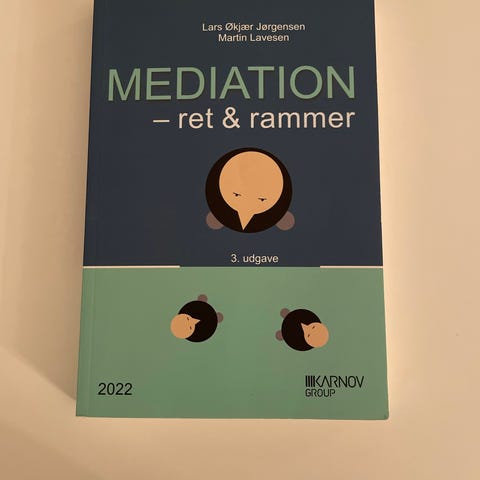 Lars Økjær Jørgensen
Martin Lavesen
MEDIATION
– ret & rammer
3. udgave
2022
KARNOV
GROUP